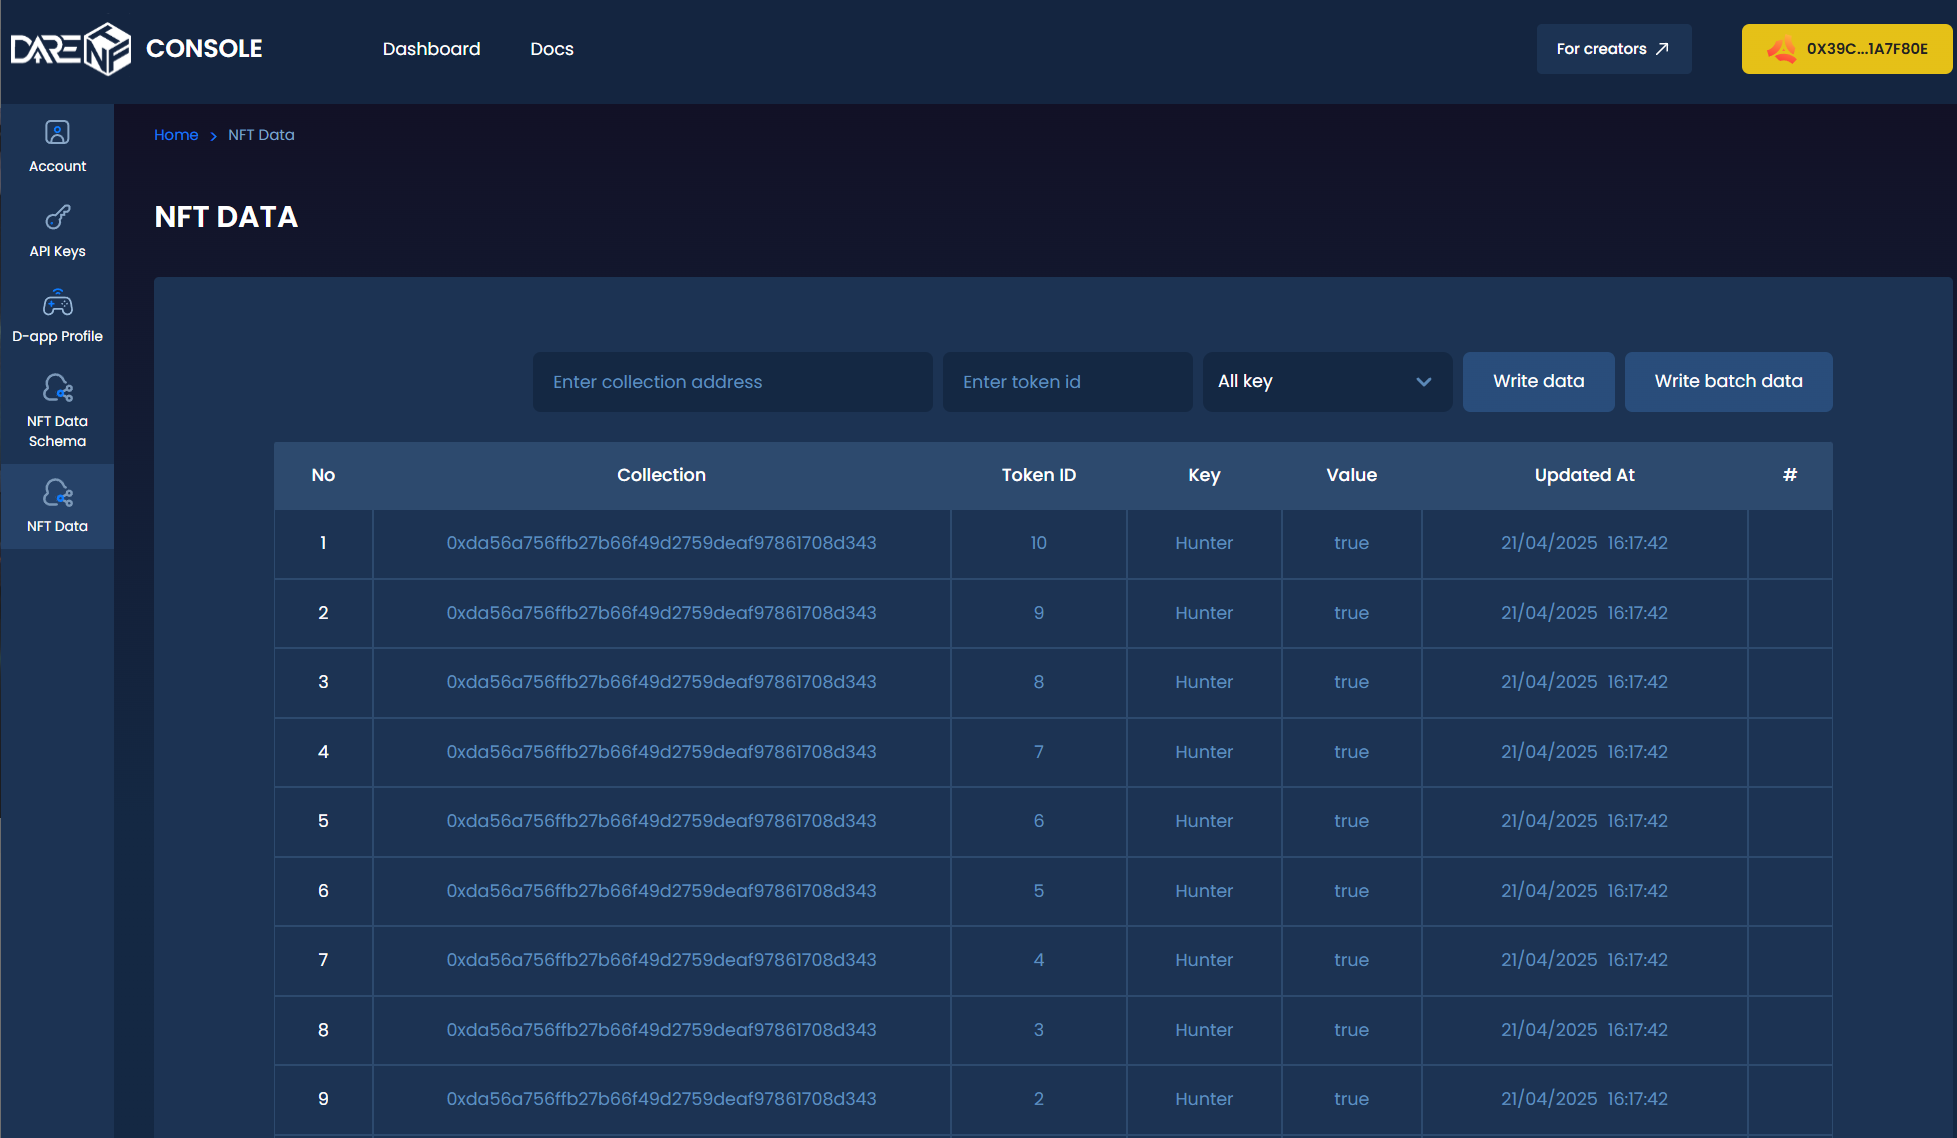 DARENFT CONSOLE Dashboard Docs For creators 0X39C...1A7F80E
Account
API Keys
D-app Profile
NFT Data
Schema
NFT Data
Home > NFT Data
NFT DATA
Enter collection address Enter token id All key Write data Write batch data
No Collection Token ID Key Value Updated At #
1 0xda56a756ffb27b66f49d2759deaf97861708d343 10 Hunter true 21/04/2025 16:17:42
2 0xda56a756ffb27b66f49d2759deaf97861708d343 9 Hunter true 21/04/2025 16:17:42
3 0xda56a756ffb27b66f49d2759deaf97861708d343 8 Hunter true 21/04/2025 16:17:42
4 0xda56a756ffb27b66f49d2759deaf97861708d343 7 Hunter true 21/04/2025 16:17:42
5 0xda56a756ffb27b66f49d2759deaf97861708d343 6 Hunter true 21/04/2025 16:17:42
6 0xda56a756ffb27b66f49d2759deaf97861708d343 5 Hunter true 21/04/2025 16:17:42
7 0xda56a756ffb27b66f49d2759deaf97861708d343 4 Hunter true 21/04/2025 16:17:42
8 0xda56a756ffb27b66f49d2759deaf97861708d343 3 Hunter true 21/04/2025 16:17:42
9 0xda56a756ffb27b66f49d2759deaf97861708d343 2 Hunter true 21/04/2025 16:17:42